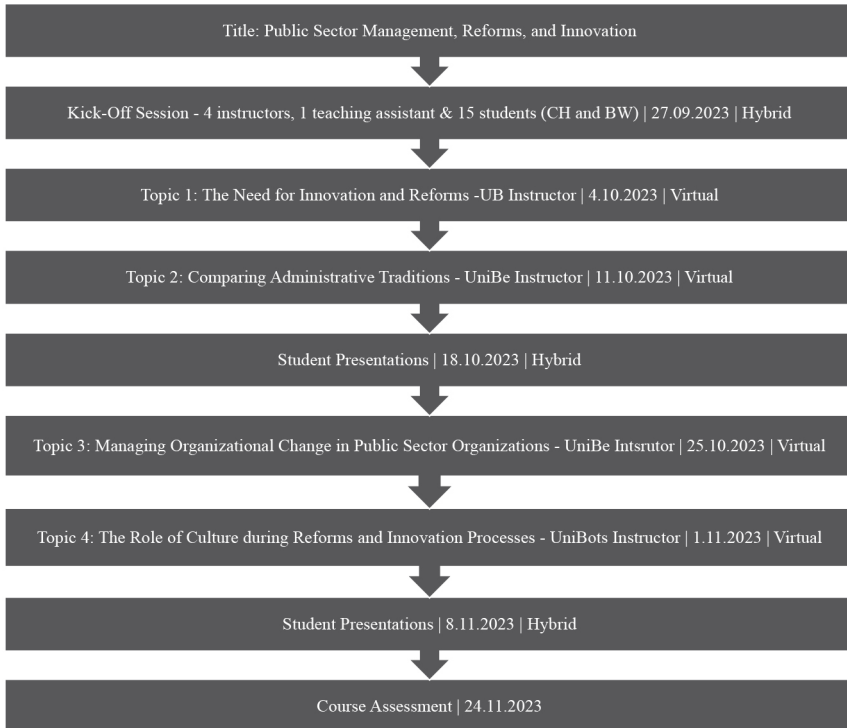 Title: Public Sector Management, Reforms, and Innovation
Kick-Off Session - 4 instructors, 1 teaching assistant & 15 students (CH and BW) | 27.09.2023 | Hybrid
Topic 1: The Need for Innovation and Reforms -UB Instructor | 4.10.2023 | Virtual
Topic 2: Comparing Administrative Traditions - UniBe Instructor | 11.10.2023 | Virtual
Student Presentations | 18.10.2023 | Hybrid
Topic 3: Managing Organizational Change in Public Sector Organizations - UniBe Intsrutor | 25.10.2023 | Virtual
Topic 4: The Role of Culture during Reforms and Innovation Processes - UniBots Instructor | 1.11.2023 | Virtual
Student Presentations | 8.11.2023 | Hybrid
Course Assessment | 24.11.2023